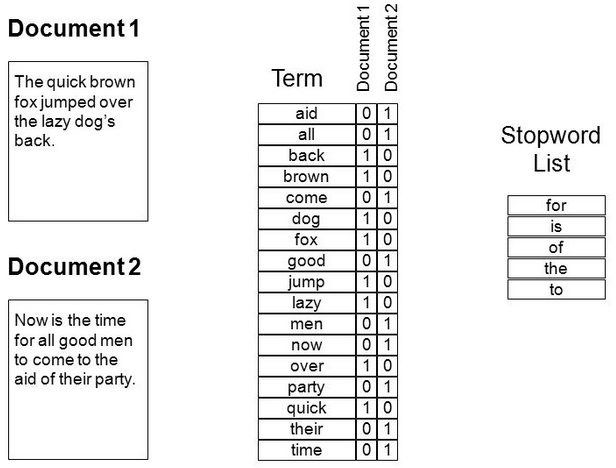 Document 1
The quick brown
fox jumped over
the lazy dog's
back.
Document 2
Now is the time
for all good men
to come to the
aid of their party.
Term Document 1 Document 2
aid 0 1
all 0 1
back 1 0
brown 1 0
come 0 1
dog 1 0
fox 1 0
good 0 1
jump 1 0
lazy 1 0
men 0 1
now 0 1
over 1 0
party 0 1
quick 1 0
their 0 1
time 0 1
Stopword
List
for
is
of
the
to